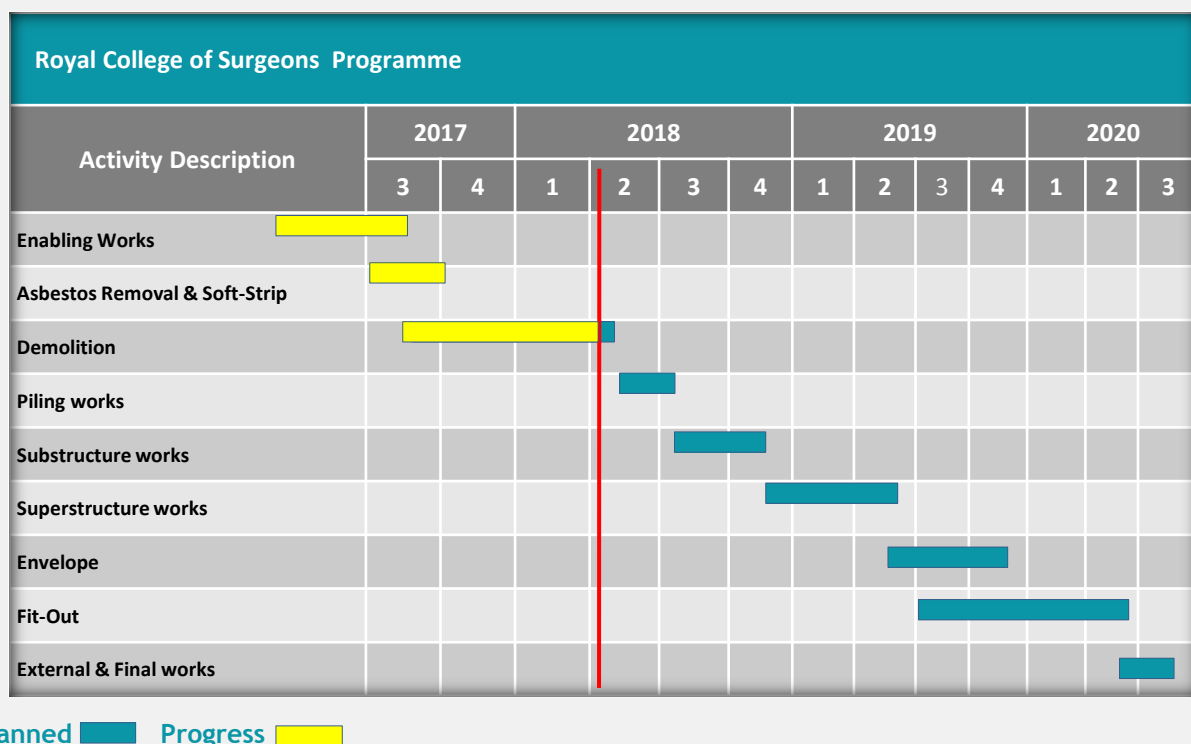 Royal College of Surgeons Programme
Activity Description
2017 2018 2019 2020
3 4 1 2 3 4 1 2 3 4 1 2 3
Enabling Works
Asbestos Removal & Soft-Strip
Demolition
Piling works
Substructure works
Superstructure works
Envelope
Fit-Out
External & Final works
anned Progress